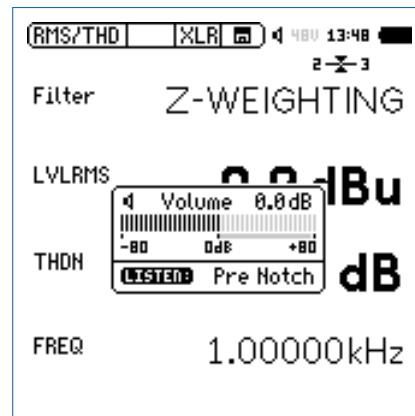 RMS/THD XLR 48V 13:48
2 3
Filter Z-WEIGHTING
LVLRMS dBu
Volume 0.0dB
-80 0dB +80
THDN dB
LISTEN: Pre Notch
FREQ 1.00000kHz